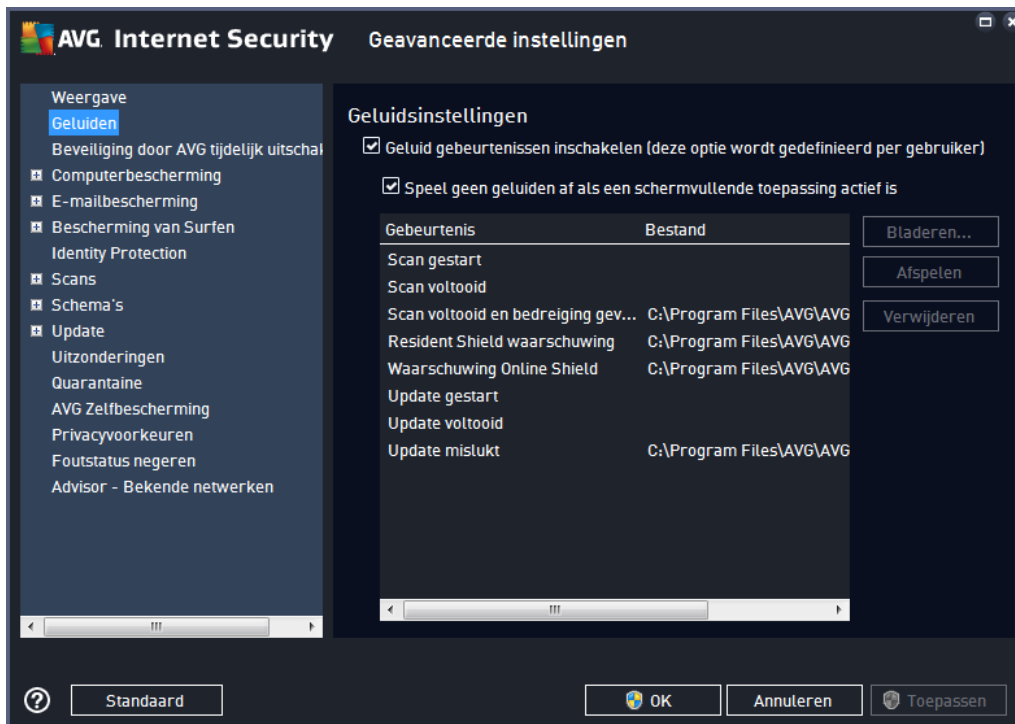 AVG. Internet Security Geavanceerde instellingen
Weergave
Geluiden
Beveiliging door AVG tijdelijk uitschak
Computerbescherming
E-mailbescherming
Bescherming van Surfen
Identity Protection
Scans
Schema's
Update
Uitzonderingen
Quarantaine
AVG Zelfbescherming
Privacyvoorkeuren
Foutstatus negeren
Advisor - Bekende netwerken
Geluidsinstellingen
Geluid gebeurtenissen inschakelen (deze optie wordt gedefinieerd per gebruiker)
Speel geen geluiden af als een schermvullende toepassing actief is
Gebeurtenis Bestand
Scan gestart
Scan voltooid
Scan voltooid en bedreiging gev... C:\Program Files\AVG\AVG
Resident Shield waarschuwing C:\Program Files\AVG\AVG
Waarschuwing Online Shield C:\Program Files\AVG\AVG
Update gestart
Update voltooid
Update mislukt C:\Program Files\AVG\AVG
Bladeren...
Afspelen
Verwijderen
? Standaard OK Annuleren Toepassen